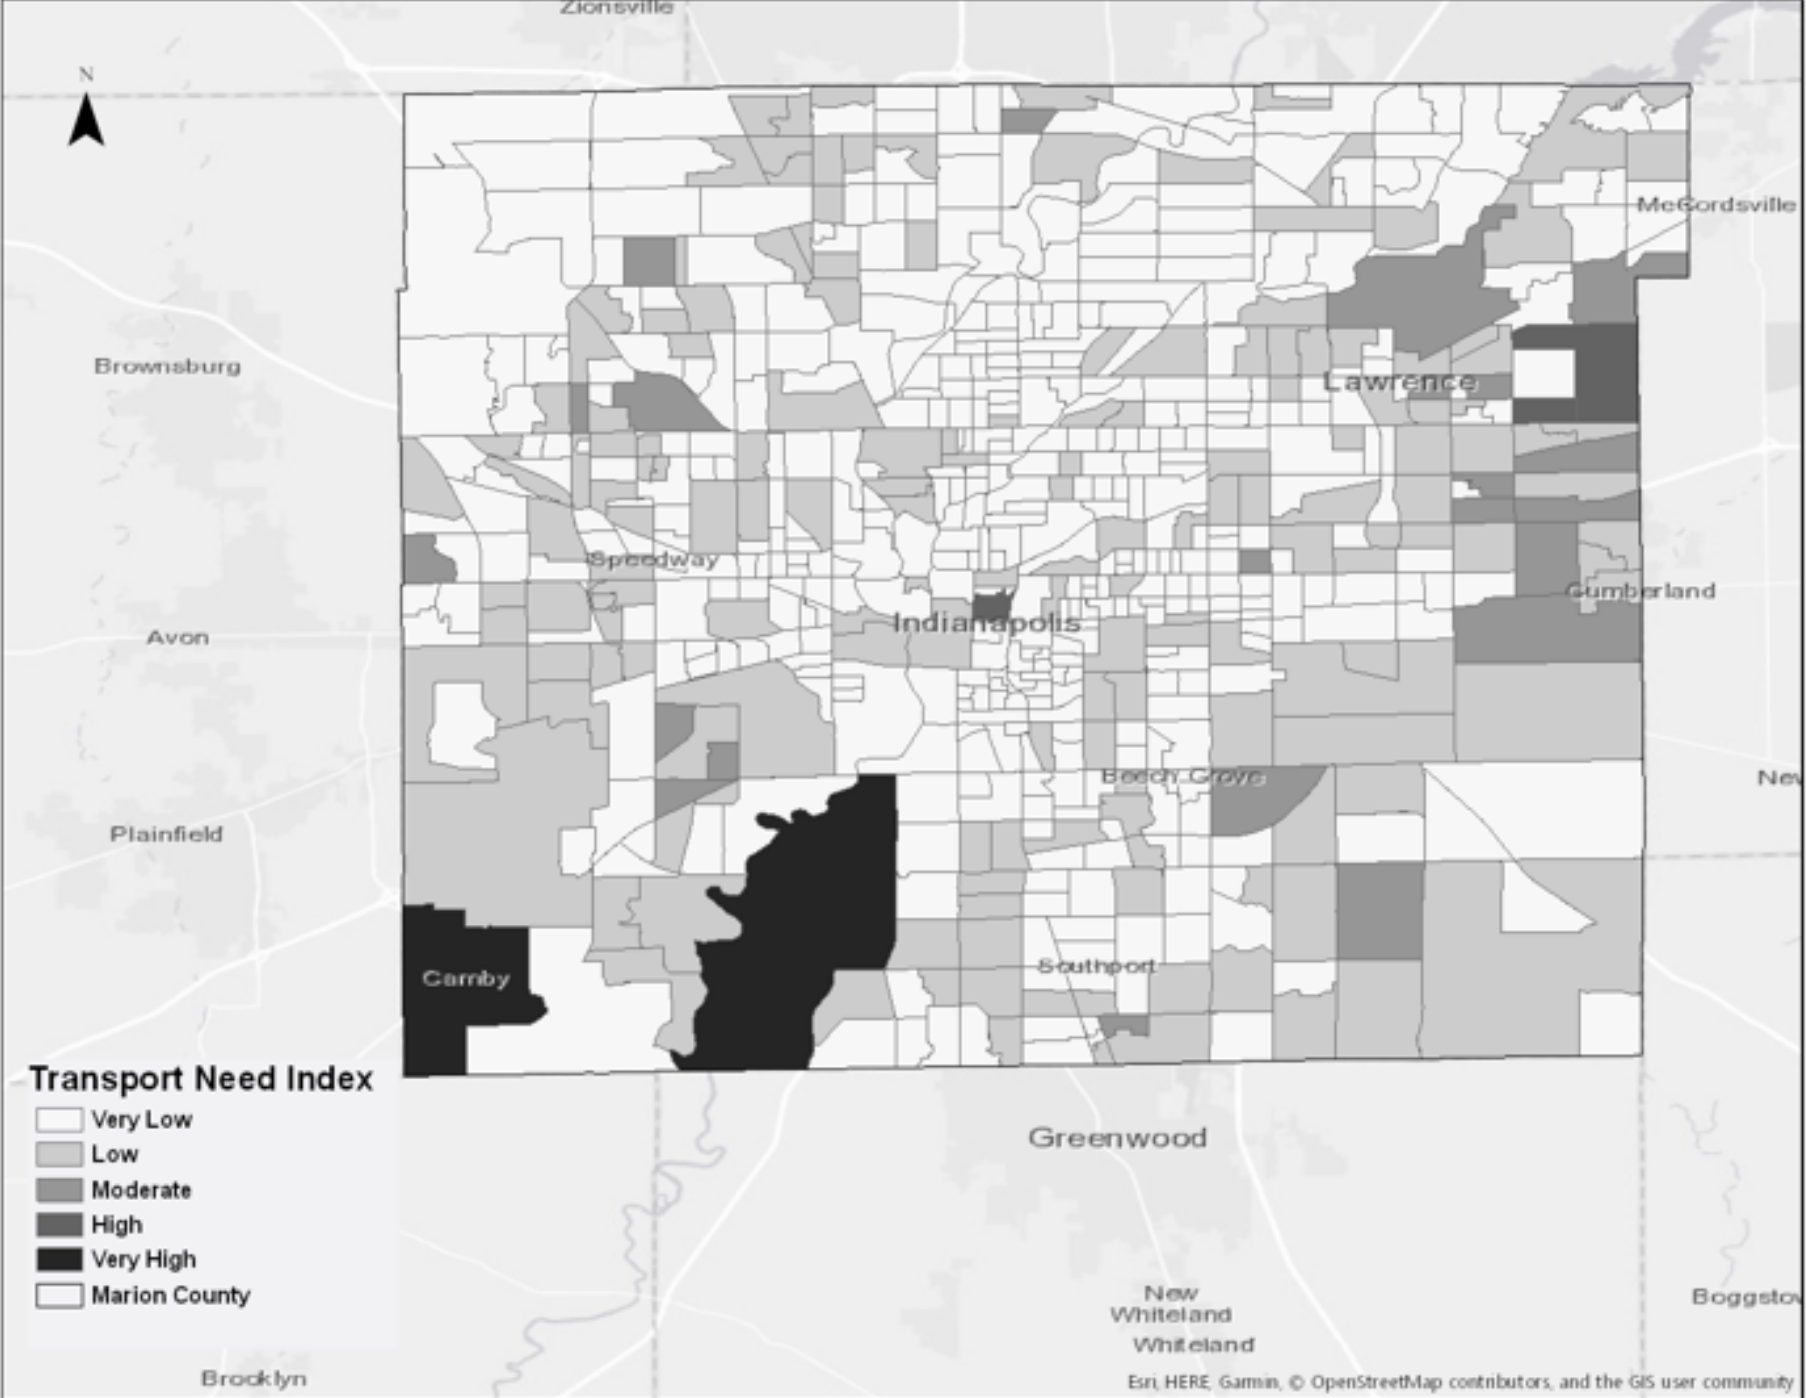 Zionsville
N
McCordsville
Brownsburg
Lawrence
Speedway
Cumberland
Indianapolis
Avon
Beech Grove
New
Plainfield
Southport
Camby
Transport Need Index
Very Low
Low
Moderate
High
Very High
Marion County
Greenwood
New
Whiteland
Whiteland
Boggstov
Brooklyn
Esri, HERE, Garmin, © OpenStreetMap contributors, and the GIS user community